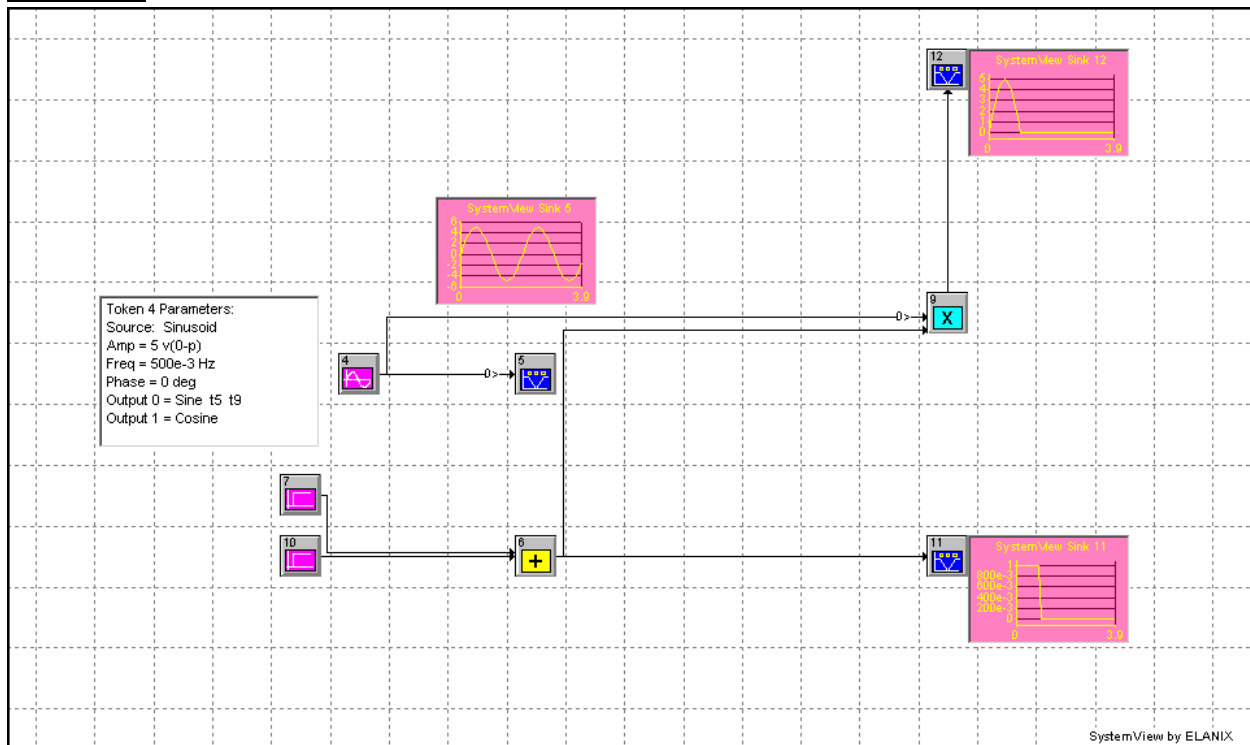 12
SystemView Sink 12
5
4
3
2
1
0
0
3.9
SystemView Sink 5
6
4
2
0
-2
-4
-6
0
3.9
9
0>
X
Token 4 Parameters:
Source: Sinusoid
Amp = 5 v(0-p)
Freq = 500e-3 Hz
Phase = 0 deg
Output 0 = Sine t5 t9
Output 1 = Cosine
4
0>
5
7
10
6
+
11
SystemView Sink 11
1
800e-3
600e-3
400e-3
200e-3
0
0
3.9
SystemView by ELANIX